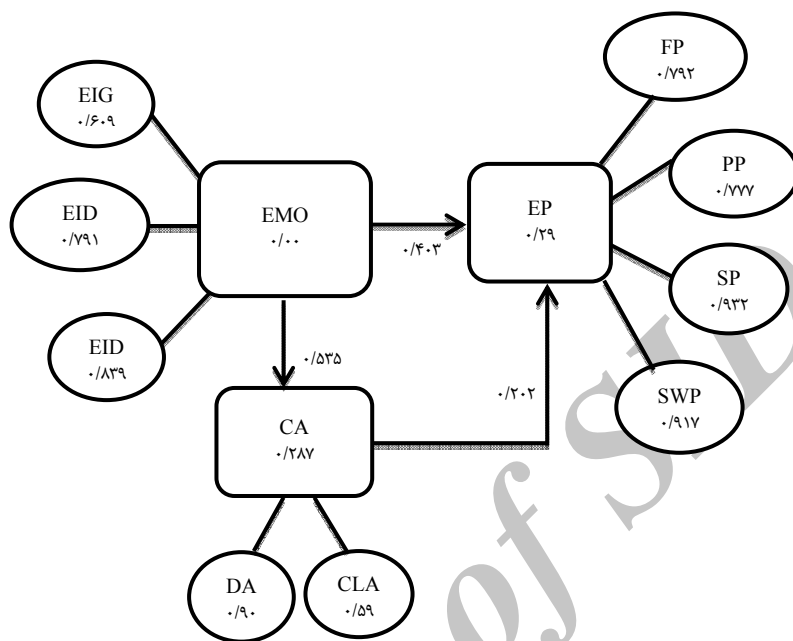 FP
۰/۷۹۲
EIG
۰/۶۰۹
PP
۰/۷۷۷
EID
۰/۷۹۱
EMO
۰/۰۰
EP
۰/۲۹
۰/۴۰۳
SP
۰/۹۳۲
EID
۰/۸۳۹
۰/۵۳۵
۰/۲۰۲
SWP
۰/۹۱۷
CA
۰/۲۸۷
DA
۰/۹۰
CLA
۰/۵۹
of SID